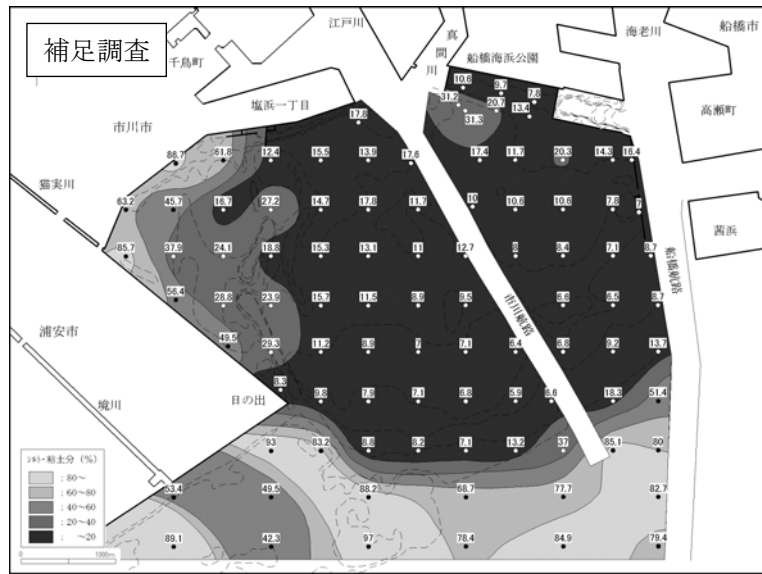 補足調査
江戸川
真間川
船橋海浜公園
海老川
船橋市
千鳥町
塩浜一丁目
高瀬町
市川市
猫実川
茜浜
船橋航路
市川航路
浦安市
日の出
境川
10.6 9.7 7.8
31.2 20.7 13.4
31.3
17.8
86.7 61.8 12.4 15.5 13.9 17.6 17.4 11.7 20.3 14.3 16.4
63.2 45.7 16.7 27.2 14.7 17.8 11.7 10 10.6 10.6 7.8 7
85.7 37.9 24.1 18.8 15.3 13.1 11 12.7 8 8.4 7.1 8.7
56.4 28.8 23.9 15.7 11.5 8.9 9.5 6.6 6.5 8.7
49.5 29.3 11.2 8.9 7 7.1 6.4 6.8 9.2 13.7
6.3 9.8 7.9 7.1 6.8 5.9 6.6 18.3 51.4
93 83.2 8.8 8.2 7.1 13.2 37 85.1 80
53.4 49.5 88.2 68.7 77.7 82.7
89.1 42.3 97 78.4 84.9 79.4
シルト・粘土分 (%)
: 80～
: 60～80
: 40～60
: 20～40
: ～20
0 1000m